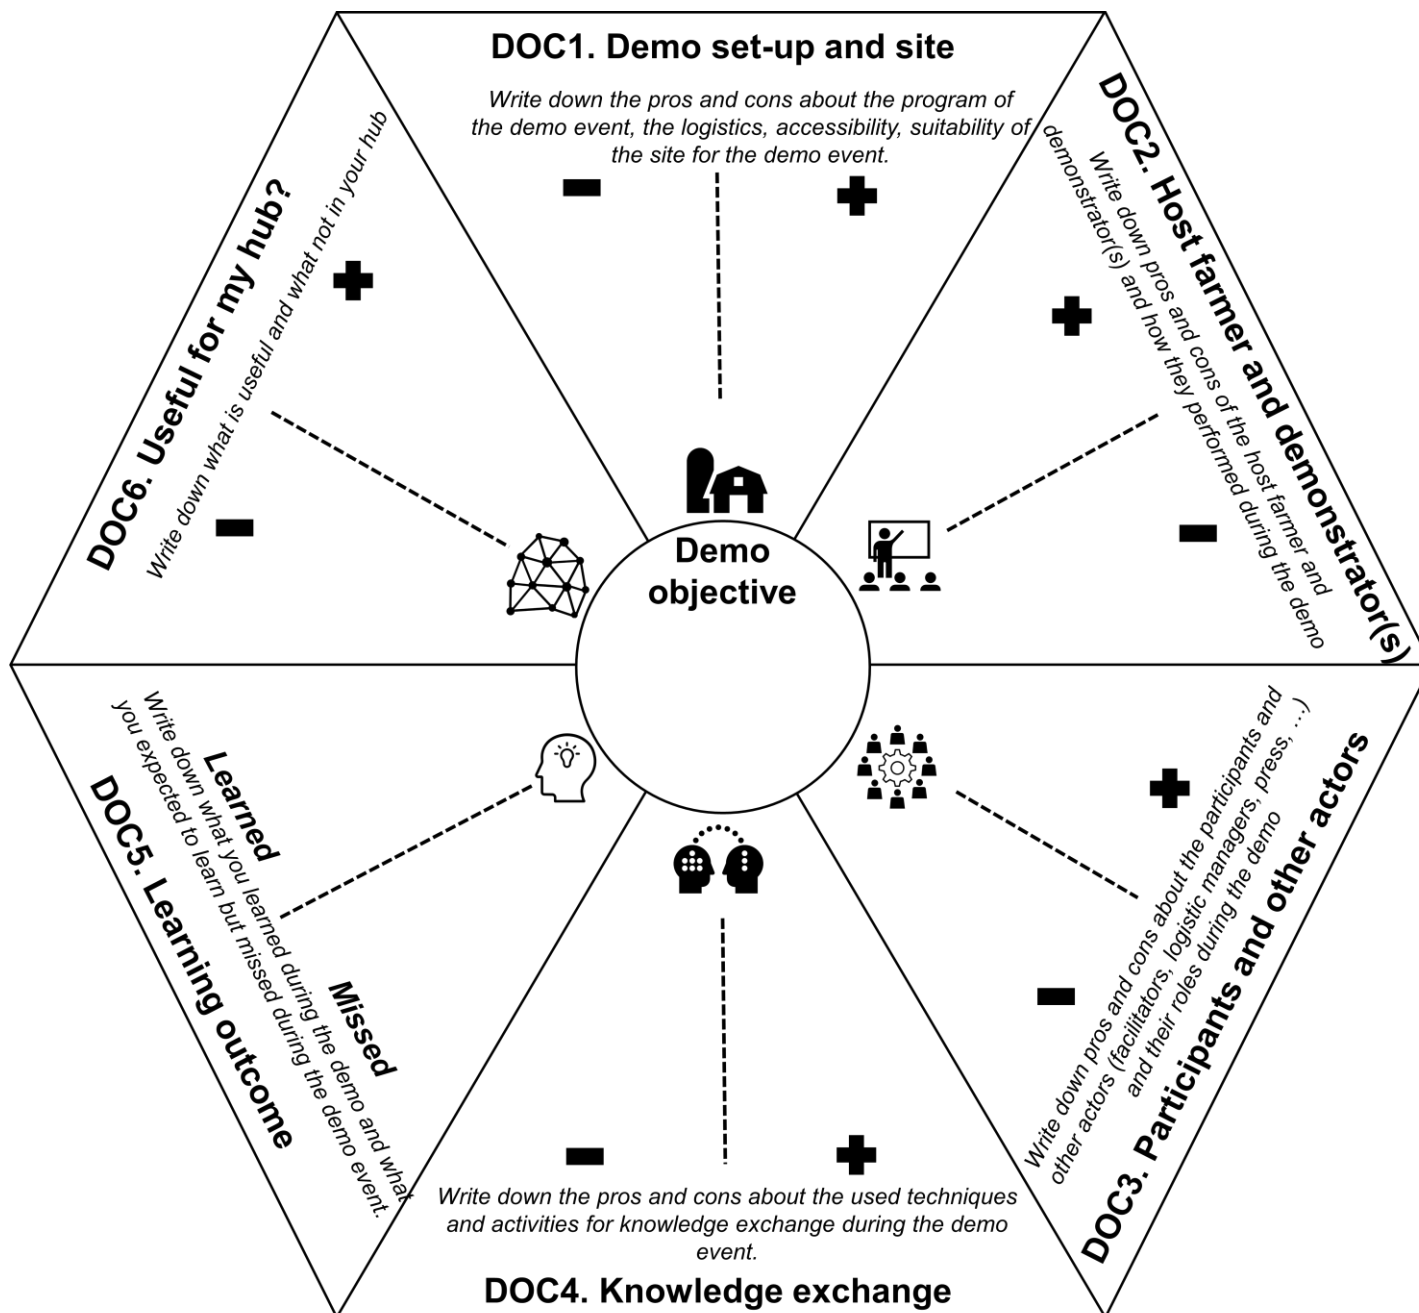 DOC1. Demo set-up and site
Write down the pros and cons about the program of
the demo event, the logistics, accessibility, suitability of
the site for the demo event.
DOC2. Host farmer and demonstrator(s)
Write down pros and cons of the host farmer and
demonstrator(s) and how they performed during the demo
DOC3. Participants and other actors
Write down pros and cons about the participants and
other actors (facilitators, logistic managers, press, …)
and their roles during the demo
Write down the pros and cons about the used techniques
and activities for knowledge exchange during the demo
event.
DOC4. Knowledge exchange
DOC5. Learning outcome
Write down what you learned during the demo and what
you expected to learn but missed during the demo event.
Learned
Missed
DOC6. Useful for my hub?
Write down what is useful and what not in your hub
Demo
objective